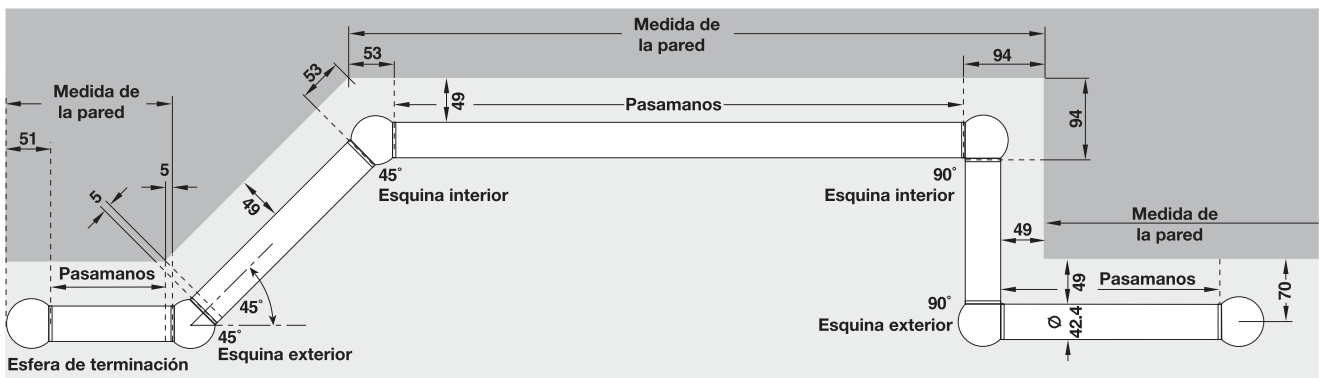 Medida de
la pared
53
94
53
Medida de
la pared
49
Pasamanos
94
51
5
45°
Esquina interior
90°
Esquina interior
5
49
Medida de
la pared
49
Pasamanos
Pasamanos
49
70
45°
90°
Esquina exterior
Ø
42.4
45°
Esquina exterior
Esfera de terminación